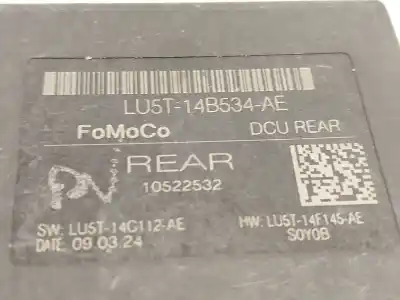 LU5T-14B534-AE
FoMoCo DCU REAR
REAR
10522532
SW: LU5T-14C112-AE HW: LU5T-14F145-AE
DATE: 09.03.24 S0Y0B